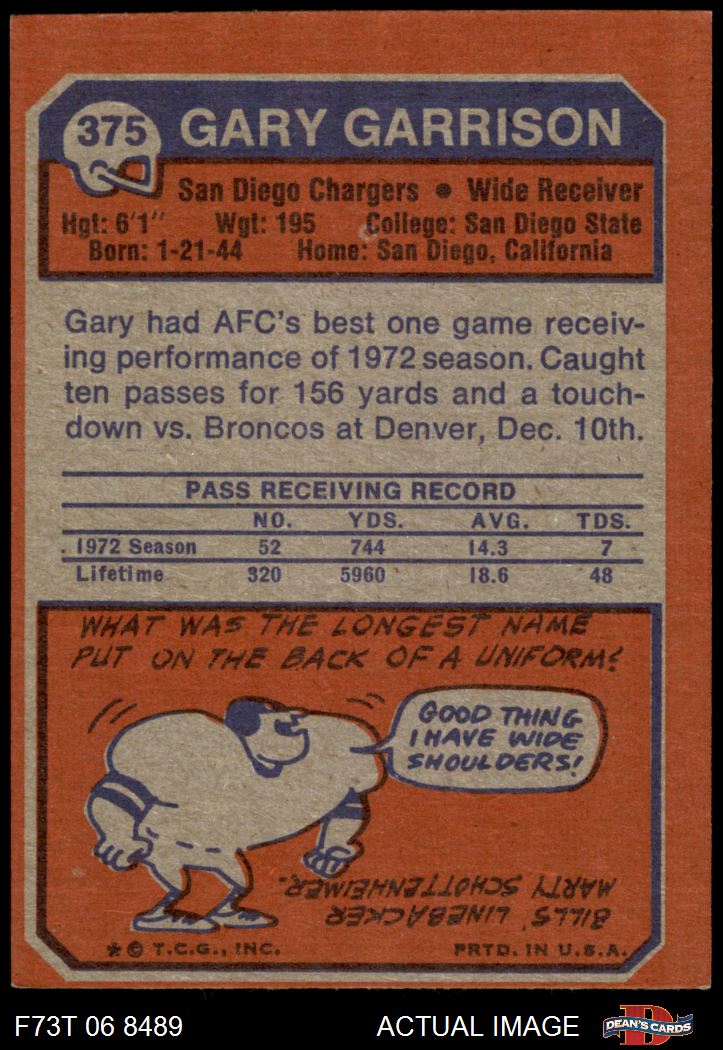 375 GARY GARRISON
San Diego Chargers • Wide Receiver
Hgt: 6'1" Wgt: 195 College: San Diego State
Born: 1-21-44 Home: San Diego, California
Gary had AFC's best one game receiv-
ing performance of 1972 season. Caught
ten passes for 156 yards and a touch-
down vs. Broncos at Denver, Dec. 10th.
PASS RECEIVING RECORD
NO. YDS. AVG. TDS.
1972 Season 52 744 14.3 7
Lifetime 320 5960 18.6 48
WHAT WAS THE LONGEST NAME
PUT ON THE BACK OF A UNIFORM?
GOOD THING
I HAVE WIDE
SHOULDERS!
BILLS' LINEBACKER
MARTY SCHOTTENHEIMER.
* © T.C.G., INC. PRTD. IN U.S.A.
F73T 06 8489 ACTUAL IMAGE D DEAN'S CARDS